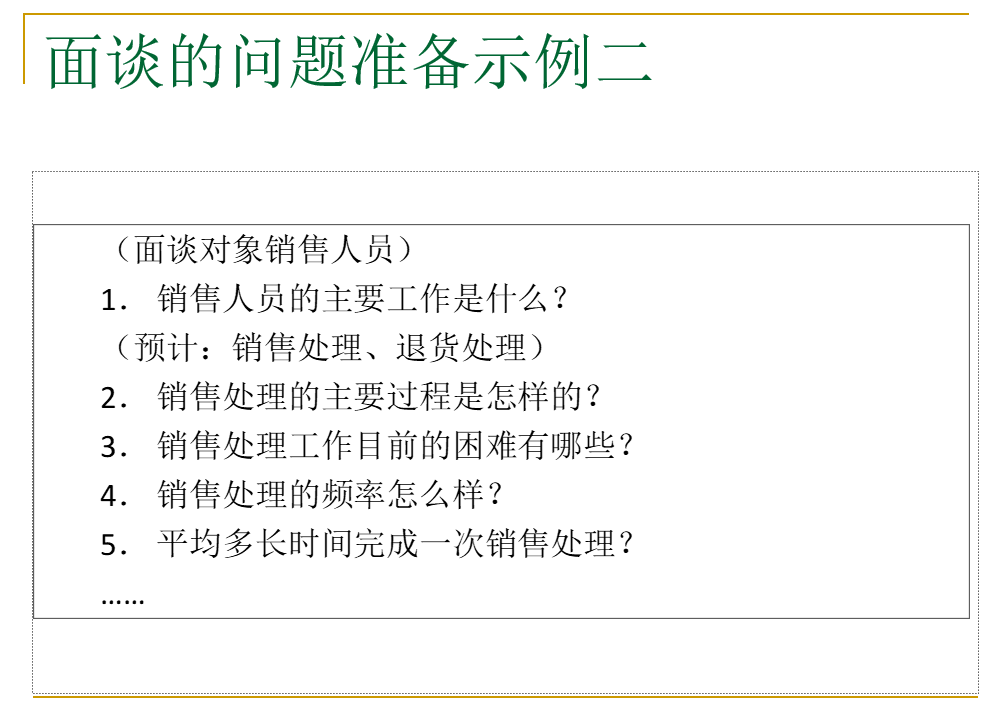 面谈的问题准备示例二
（面谈对象销售人员）
1． 销售人员的主要工作是什么？
（预计：销售处理、退货处理）
2． 销售处理的主要过程是怎样的？
3． 销售处理工作目前的困难有哪些？
4． 销售处理的频率怎么样？
5． 平均多长时间完成一次销售处理？
……